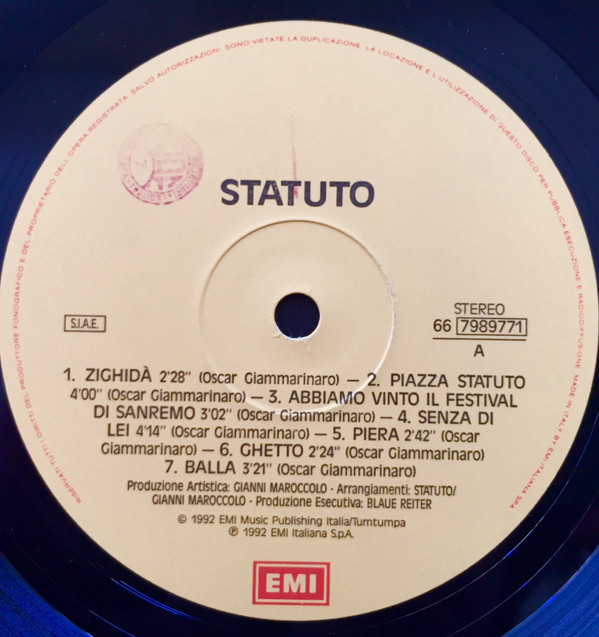 RISERVATI TUTTI I DIRITTI DEL PRODUTTORE FONOGRAFICO E DEL PROPRIETARIO DELL'OPERA REGISTRATA. SALVO AUTORIZZAZIONI, SONO VIETATE LA DUPLICAZIONE, LA LOCAZIONE E L'UTILIZZAZIONE DI QUESTO DISCO PER PUBBLICA ESECUZIONE E RADIODIFFUSIONE. MADE IN ITALY BY EMI ITALIANA SPA
STATUTO
S.I.A.E.
STEREO
66 7989771
A
1. ZIGHIDÀ 2'28" (Oscar Giammarinaro) – 2. PIAZZA STATUTO
4'00" (Oscar Giammarinaro) – 3. ABBIAMO VINTO IL FESTIVAL
DI SANREMO 3'02" (Oscar Giammarinaro) – 4. SENZA DI
LEI 4'14" (Oscar Giammarinaro) – 5. PIERA 2'42" (Oscar
Giammarinaro) – 6. GHETTO 2'24" (Oscar Giammarinaro)
7. BALLA 3'21" (Oscar Giammarinaro)
Produzione Artistica: GIANNI MAROCCOLO - Arrangiamenti: STATUTO/
GIANNI MAROCCOLO - Produzione Esecutiva: BLAUE REITER
© 1992 EMI Music Publishing Italia/Tumtumpa
℗ 1992 EMI Italiana S.p.A.
EMI